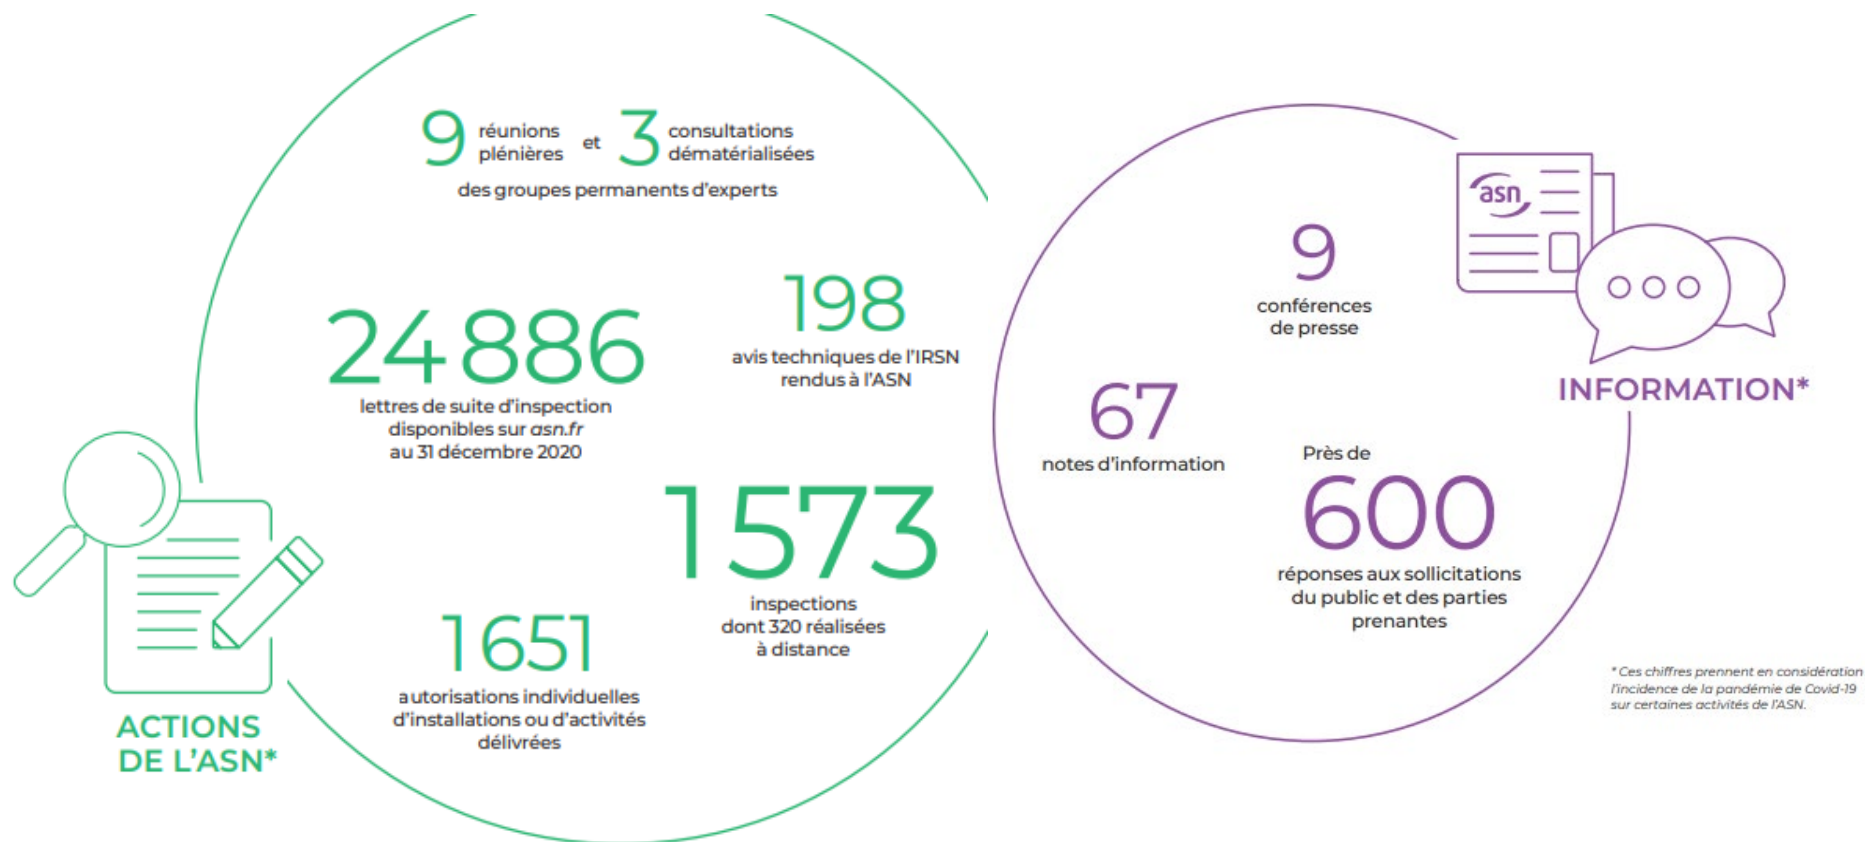 9 réunions plénières et 3 consultations dématérialisées
des groupes permanents d'experts
24 886
lettres de suite d'inspection
disponibles sur asn.fr
au 31 décembre 2020
198
avis techniques de l'IRSN
rendus à l'ASN
1 573
inspections
dont 320 réalisées
à distance
1 651
autorisations individuelles
d'installations ou d'activités
délivrées
ACTIONS
DE L'ASN*
asn
9
conférences
de presse
INFORMATION*
67
notes d'information
Près de
600
réponses aux sollicitations
du public et des parties
prenantes
* Ces chiffres prennent en considération
l'incidence de la pandémie de Covid-19
sur certaines activités de l'ASN.